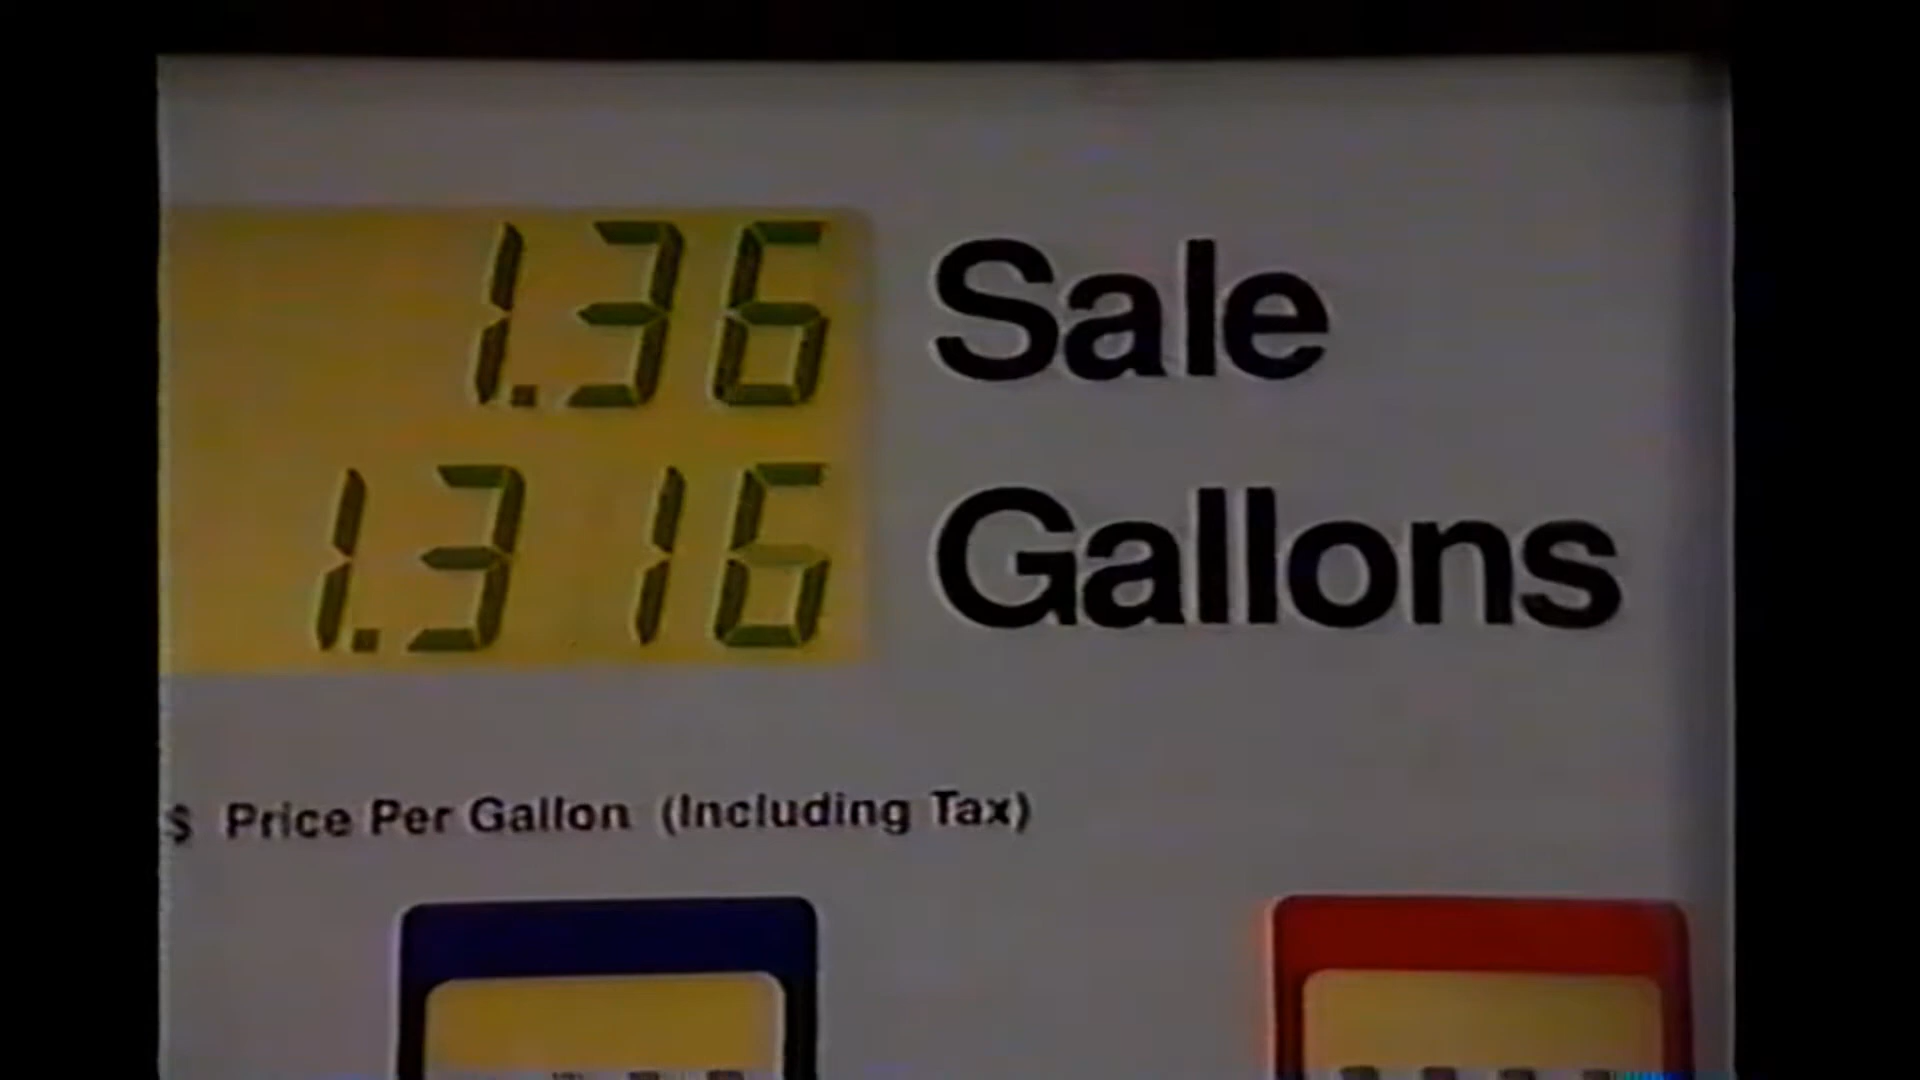 1.36 Sale
1.316 Gallons
$ Price Per Gallon (Including Tax)